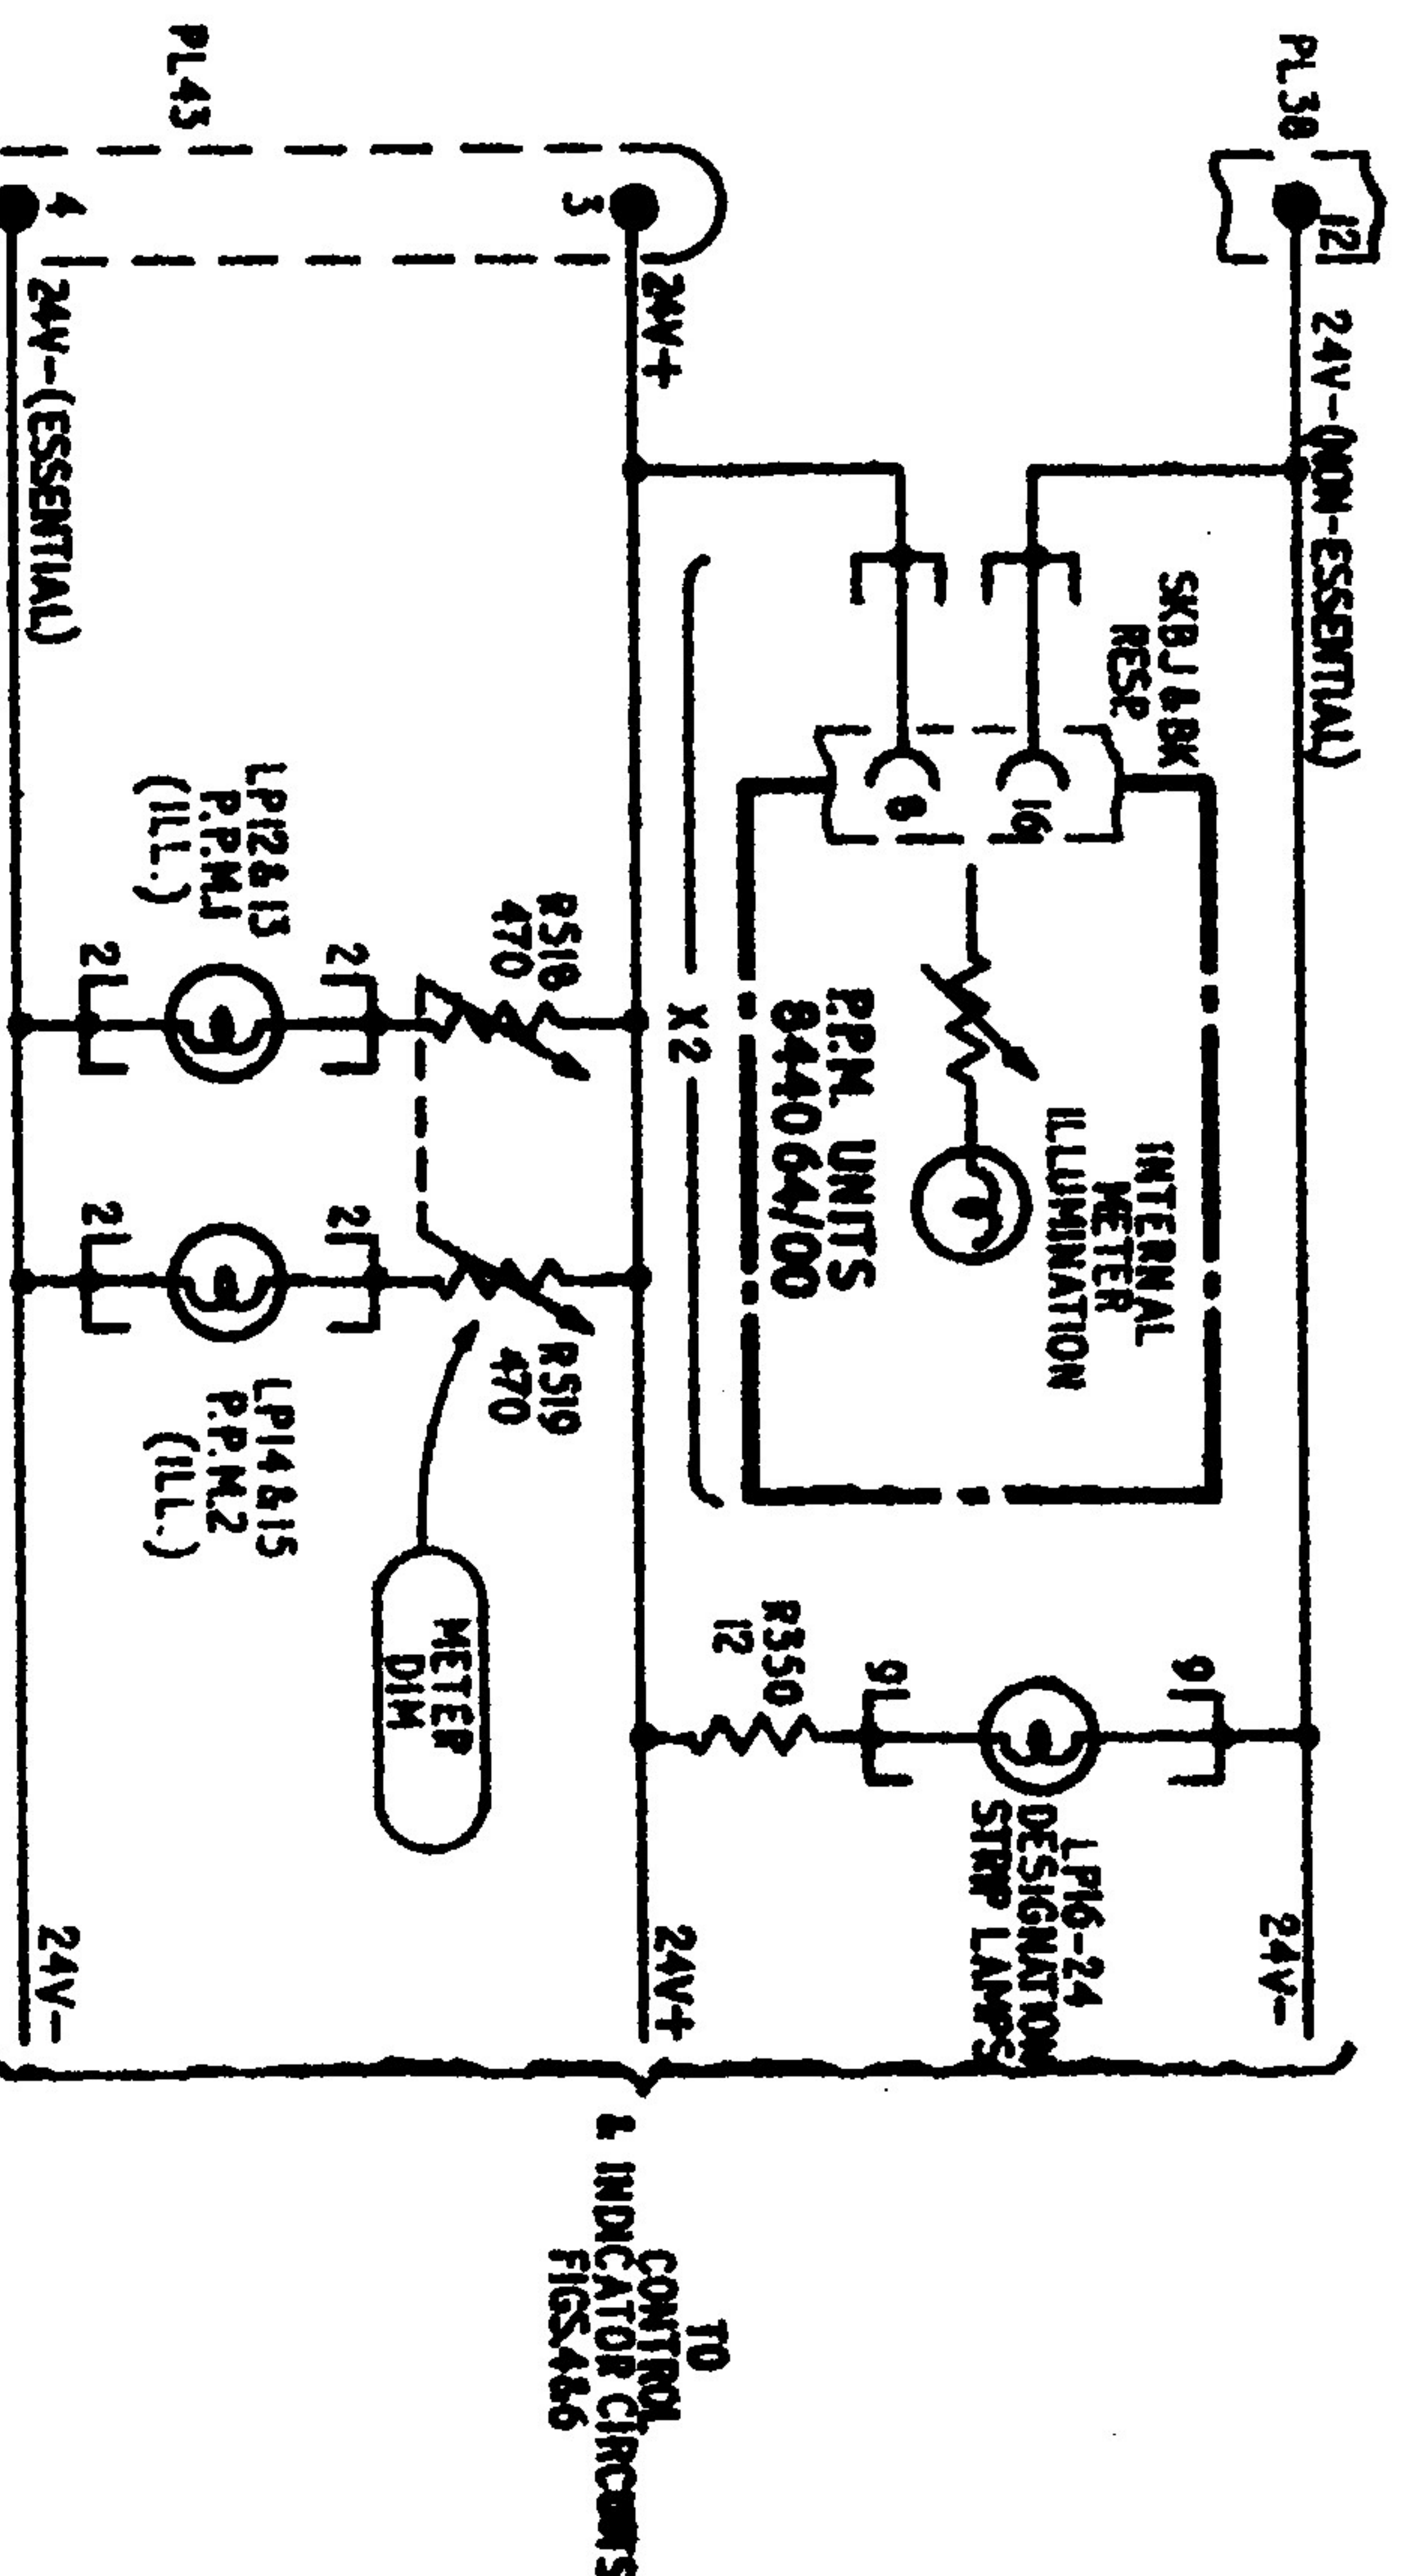 PL38
12
24V-(NON-ESSENTIAL)
SKBJ&BK
RESP.
16
8
INTERNAL
METER
ILLUMINATION
P.P.M. UNITS
844064/00
X2
9
9
LP16-24
DESIGNATION
STRIP LAMPS
R350
12
24V-
PL43
3
24V+
R518
470
R519
470
24V+
2
2
2
2
LP12&13
P.P.M.1
(ILL.)
LP14&15
P.P.M.2
(ILL.)
METER
DIM
4
24V-(ESSENTIAL)
24V-
TO
CONTROL
& INDICATOR CIRCUITS
FIGS.4&6